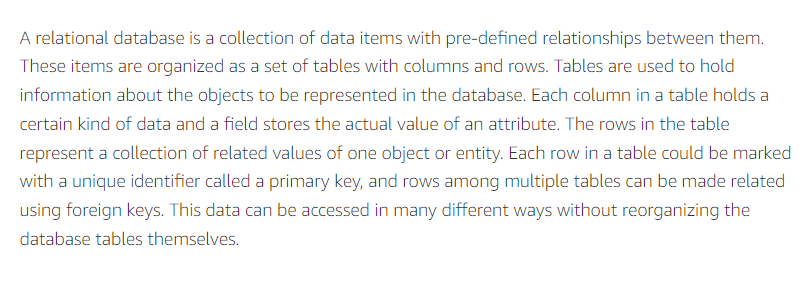 A relational database is a collection of data items with pre-defined relationships between them.
These items are organized as a set of tables with columns and rows. Tables are used to hold
information about the objects to be represented in the database. Each column in a table holds a
certain kind of data and a field stores the actual value of an attribute. The rows in the table
represent a collection of related values of one object or entity. Each row in a table could be marked
with a unique identifier called a primary key, and rows among multiple tables can be made related
using foreign keys. This data can be accessed in many different ways without reorganizing the
database tables themselves.